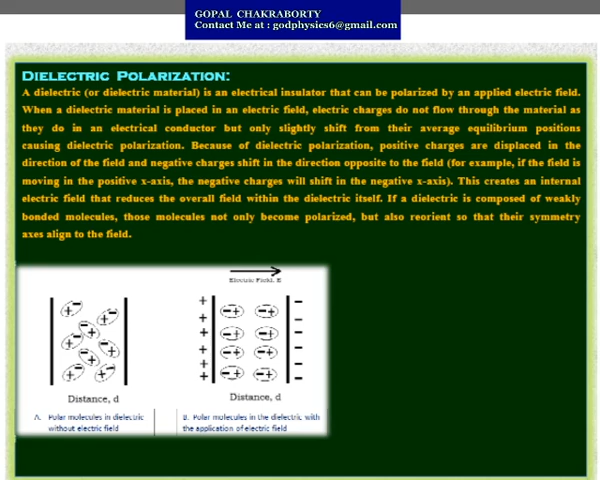 GOPAL CHAKRABORTY
Contact Me at : godphysics6@gmail.com
DIELECTRIC POLARIZATION:
A dielectric (or dielectric material) is an electrical insulator that can be polarized by an applied electric field.
When a dielectric material is placed in an electric field, electric charges do not flow through the material as
they do in an electrical conductor but only slightly shift from their average equilibrium positions
causing dielectric polarization. Because of dielectric polarization, positive charges are displaced in the
direction of the field and negative charges shift in the direction opposite to the field (for example, if the field is
moving in the positive x-axis, the negative charges will shift in the negative x-axis). This creates an internal
electric field that reduces the overall field within the dielectric itself. If a dielectric is composed of weakly
bonded molecules, those molecules not only become polarized, but also reorient so that their symmetry
axes align to the field.
Electric Field, E
Distance, d
Distance, d
A. Polar molecules in dielectric
without electric field
B. Polar molecules in the dielectric with
the application of electric field